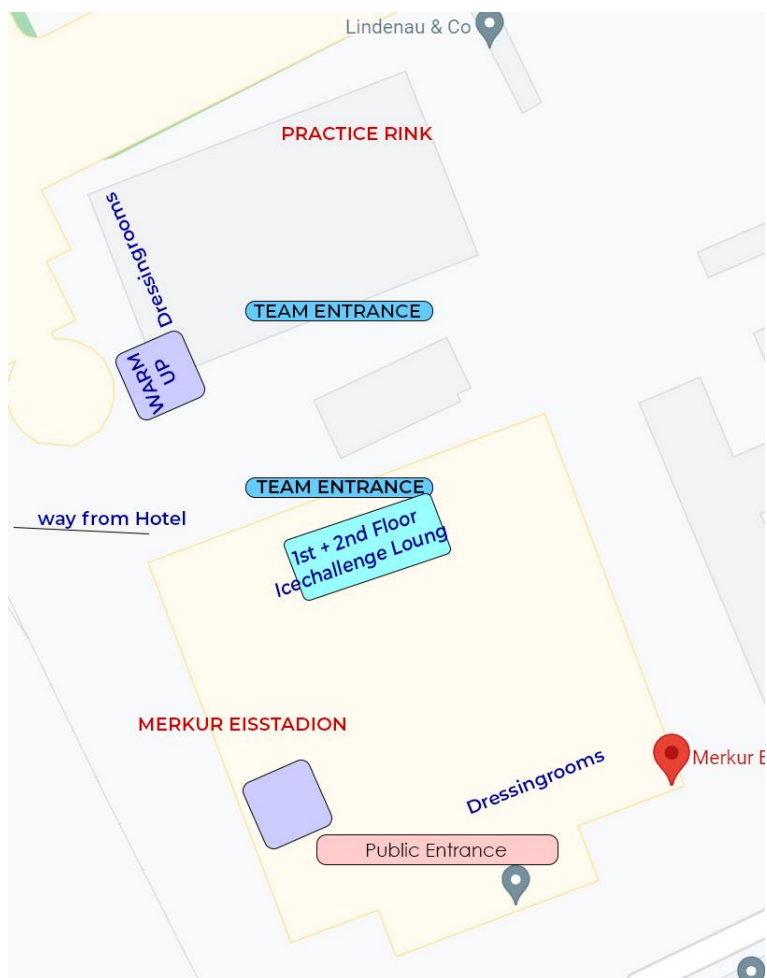 Lindenau & Co
PRACTICE RINK
Dressingrooms
TEAM ENTRANCE
WARM
UP
TEAM ENTRANCE
way from Hotel
1st + 2nd Floor
Icechallenge Loung
MERKUR EISSTADION
Merkur E
Dressingrooms
Public Entrance